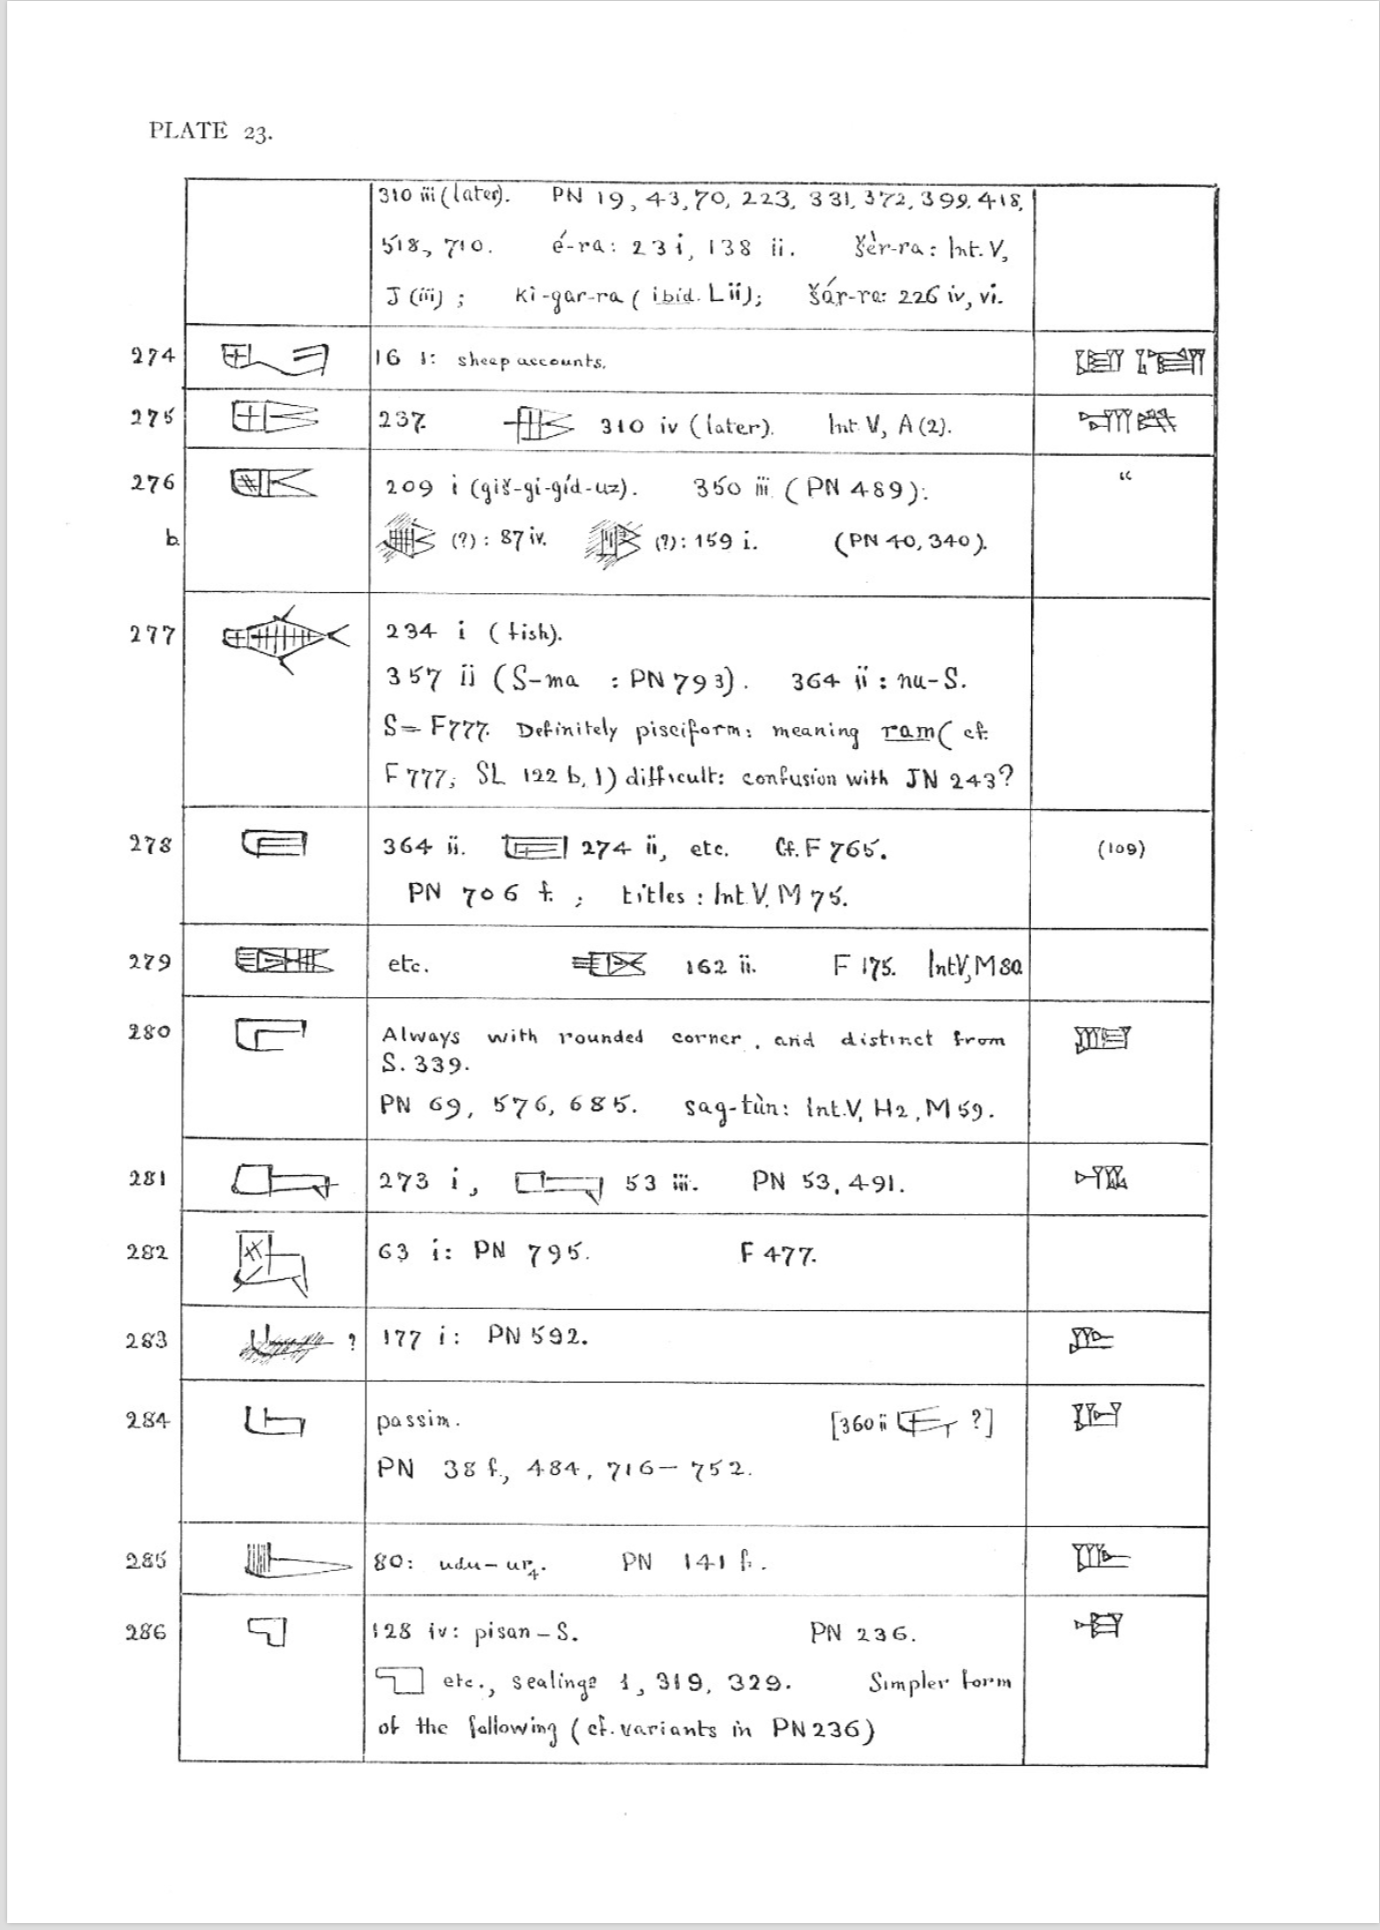 PLATE 23.
310 iii (later). PN 19, 43, 70, 223, 331, 372, 399, 418,
518, 710. é-ra: 23 i, 138 ii. šèr-ra: Int. V,
J (iii); ki-gar-ra (ibid. L ii); šár-ra: 226 iv, vi.
274 16 1: sheep accounts.
275 237. 310 iv (later). Int. V, A (2).
276 209 i (giš-gi-gíd-uz). 350 iii (PN 489): "
b. (?): 87 iv. (?): 159 i. (PN 40, 340).
277 234 i (fish).
357 ii (S-ma : PN 793). 364 ii: nu-S.
S = F777. Definitely pisciform: meaning ram (cf.
F 777, SL 122 b, 1) difficult: confusion with JN 243?
278 364 ii. 274 ii, etc. Cf. F 765. (109)
PN 706 f.; titles: Int. V, M 75.
279 etc. 162 ii. F 175. Int V, M 80
280 Always with rounded corner, and distinct from
S. 339.
PN 69, 576, 685. sag-tùn: Int. V, H2, M 59.
281 273 i, 53 iii. PN 53, 491.
282 63 i: PN 795. F 477.
283 ? 177 i: PN 592.
284 passim. [360 ii ?]
PN 38 f., 484, 716–752.
285 80: udu-ur₄. PN 141 f.
286 128 iv: pisan-S. PN 236.
etc., sealings 1, 319, 329. Simpler form
of the following (cf. variants in PN 236)